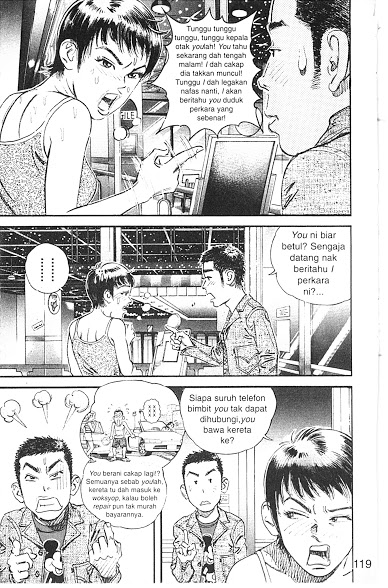 Tunggu tunggu
tunggu, tunggu kepala
otak youlah! You tahu
sekarang dah tengah
malam! I dah cakap
dia takkan muncul!
Tunggu I dah legakan
nafas nanti, I akan
beritahu you duduk
perkara yang
sebenar!
You ni biar
betul? Sengaja
datang nak
beritahu I
perkara
ni?...
Siapa suruh telefon
bimbit you tak dapat
dihubungi,you
bawa kereta
ke?
You berani cakap lagi!?
Semuanya sebab youlah,
kereta tu dah masuk ke
woksyop, kalau boleh
repair pun tak murah
bayarannya.
119